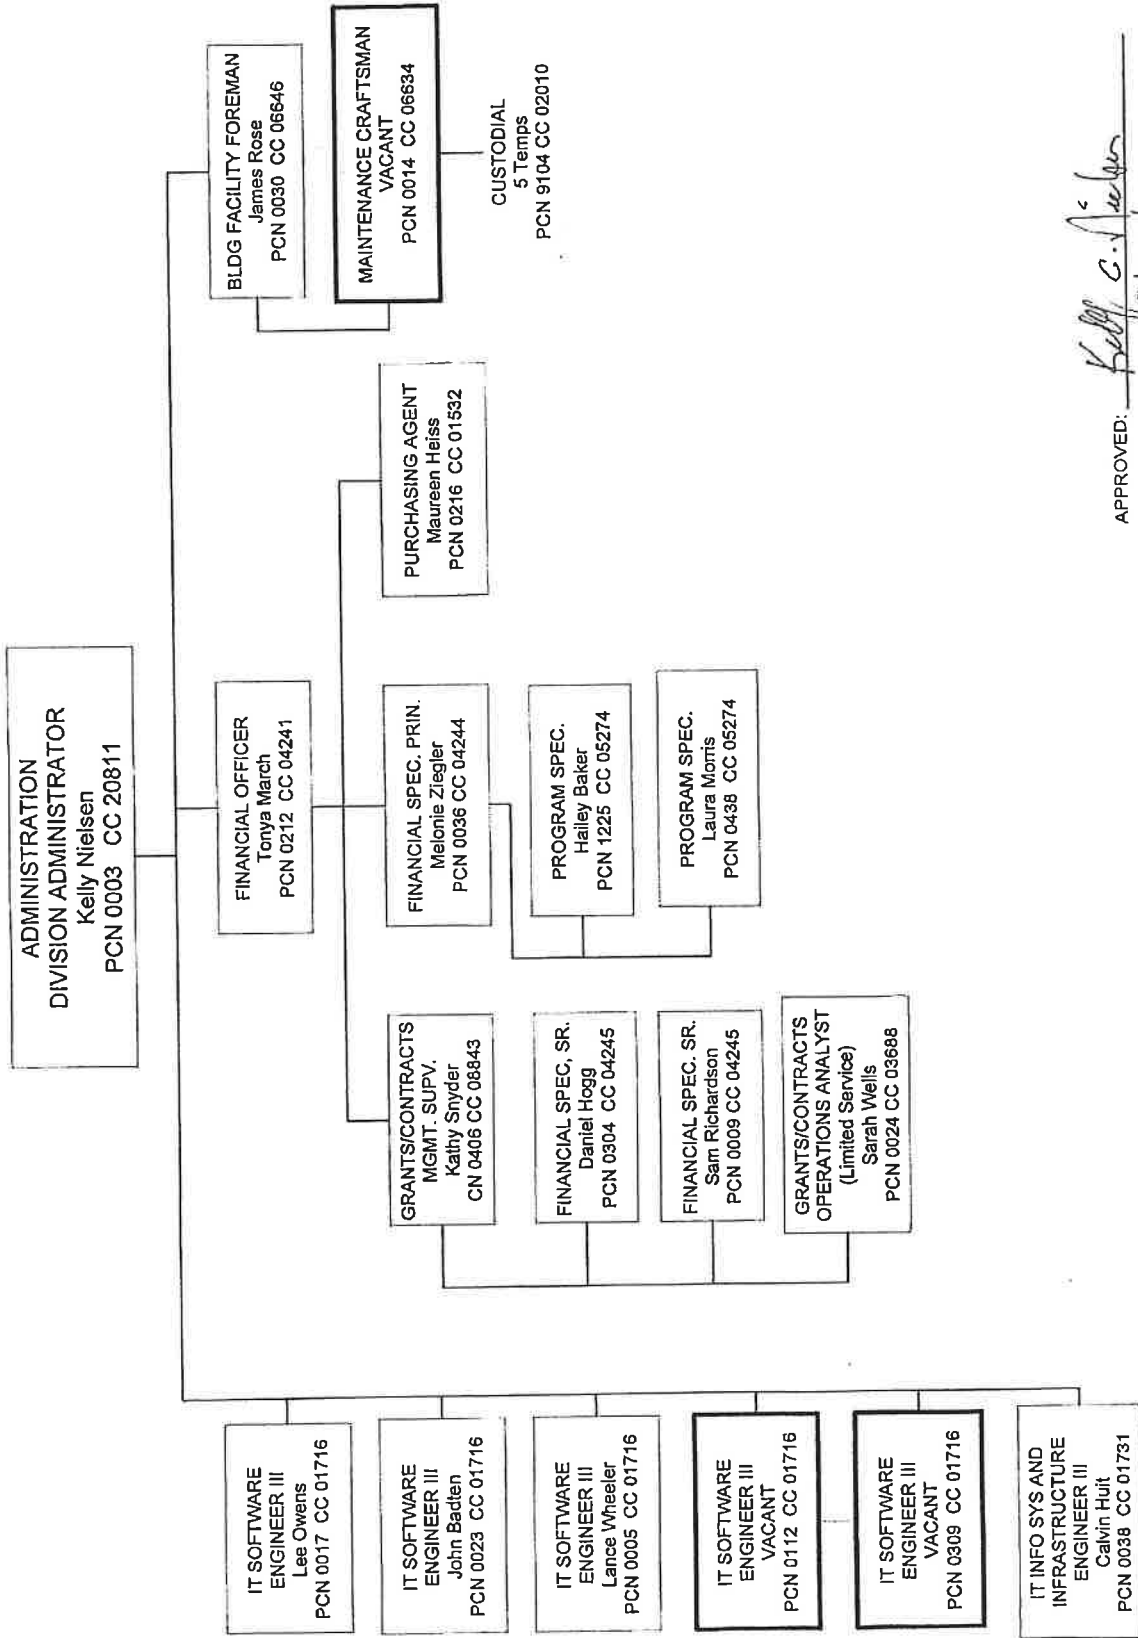 ADMINISTRATION
DIVISION ADMINISTRATOR
Kelly Nielsen
PCN 0003 CC 20811
IT SOFTWARE
ENGINEER III
Lee Owens
PCN 0017 CC 01716
IT SOFTWARE
ENGINEER III
John Badten
PCN 0023 CC 01716
IT SOFTWARE
ENGINEER III
Lance Wheeler
PCN 0005 CC 01716
IT SOFTWARE
ENGINEER III
VACANT
PCN 0112 CC 01716
IT SOFTWARE
ENGINEER III
VACANT
PCN 0309 CC 01716
IT INFO SYS AND
INFRASTRUCTURE
ENGINEER III
Calvin Huit
PCN 0038 CC 01731
FINANCIAL OFFICER
Tonya March
PCN 0212 CC 04241
GRANTS/CONTRACTS
MGMT. SUPV.
Kathy Snyder
CN 0406 CC 08843
FINANCIAL SPEC, SR.
Daniel Hogg
PCN 0304 CC 04245
FINANCIAL SPEC. SR.
Sam Richardson
PCN 0009 CC 04245
GRANTS/CONTRACTS
OPERATIONS ANALYST
(Limited Service)
Sarah Wells
PCN 0024 CC 03688
FINANCIAL SPEC. PRIN.
Melonie Ziegler
PCN 0036 CC 04244
PROGRAM SPEC.
Hailey Baker
PCN 1225 CC 05274
PROGRAM SPEC.
Laura Morris
PCN 0438 CC 05274
PURCHASING AGENT
Maureen Heiss
PCN 0216 CC 01532
BLDG FACILITY FOREMAN
James Rose
PCN 0030 CC 06646
MAINTENANCE CRAFTSMAN
VACANT
PCN 0014 CC 06634
CUSTODIAL
5 Temps
PCN 9104 CC 02010
APPROVED: Kelly C. Nielsen